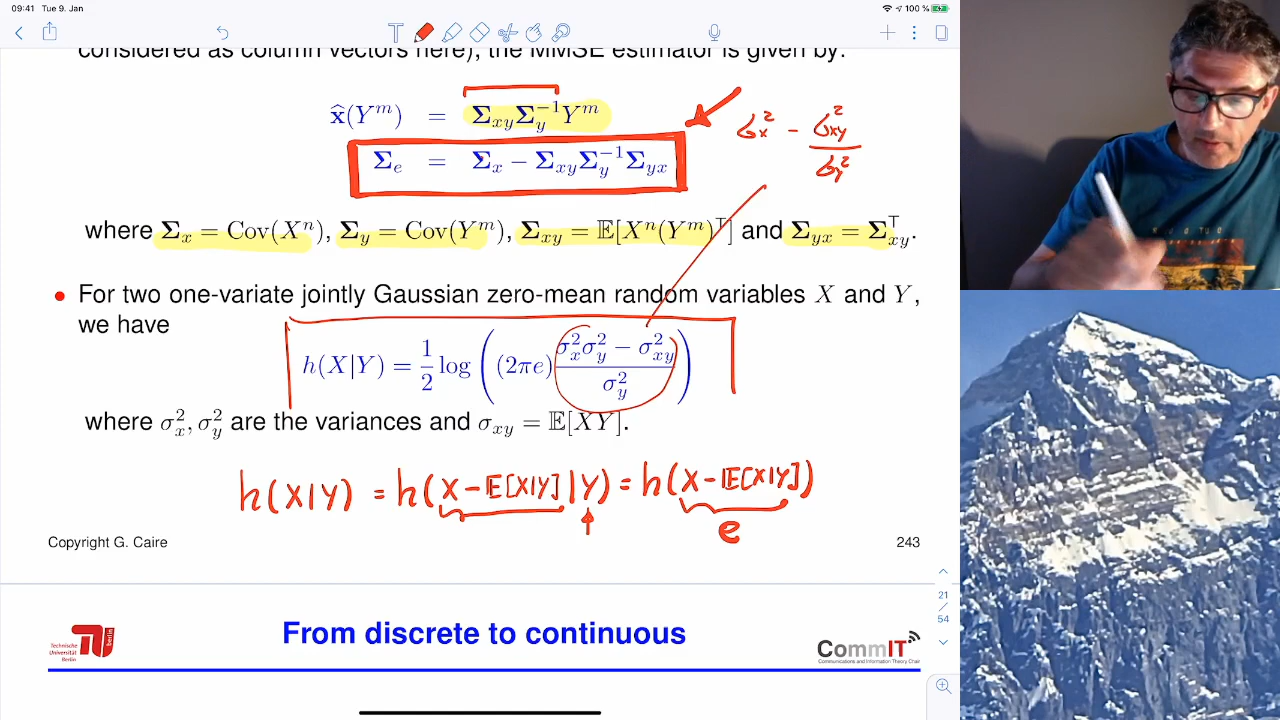 09:41 Tue 9. Jan
100 %
considered as column vectors here), the MMSE estimator is given by:
x̂(Y^m) = Σ_xy Σ_y^{-1} Y^m
Σ_e = Σ_x − Σ_xy Σ_y^{-1} Σ_yx
σ_x^2 − σ_xy^2 / σ_y^2
where Σ_x = Cov(X^n), Σ_y = Cov(Y^m), Σ_xy = 𝔼[X^n(Y^m)^T] and Σ_yx = Σ_xy^T.
• For two one-variate jointly Gaussian zero-mean random variables X and Y,
we have
h(X|Y) = 1/2 log ( (2πe) (σ_x^2 σ_y^2 − σ_xy^2) / σ_y^2 )
where σ_x^2, σ_y^2 are the variances and σ_xy = 𝔼[XY].
h(X|Y) = h(X−𝔼[X|Y] | Y) = h(X−𝔼[X|Y])
e
Copyright G. Caire
243
21
/
54
From discrete to continuous
Technische
Universität
Berlin
CommIT
Communications and Information Theory Chair